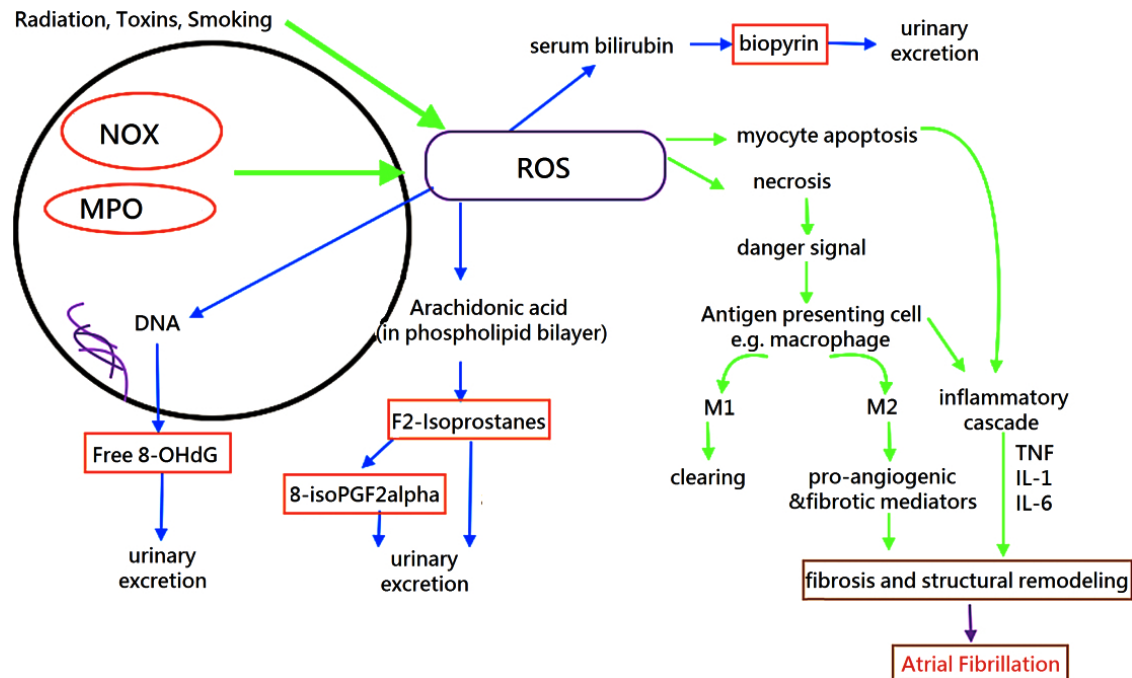 Radiation, Toxins, Smoking
serum bilirubin
biopyrin
urinary
excretion
NOX
MPO
ROS
myocyte apoptosis
necrosis
danger signal
DNA
Arachidonic acid
(in phospholipid bilayer)
Antigen presenting cell
e.g. macrophage
M1
M2
inflammatory
cascade
TNF
IL-1
IL-6
F2-Isoprostanes
Free 8-OHdG
8-isoPGF2alpha
clearing
pro-angiogenic
&fibrotic mediators
urinary
excretion
urinary
excretion
fibrosis and structural remodeling
Atrial Fibrillation